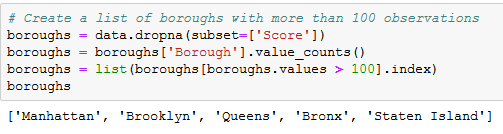 # Create a list of boroughs with more than 100 observations
boroughs = data.dropna(subset=['Score'])
boroughs = boroughs['Borough'].value_counts()
boroughs = list(boroughs[boroughs.values > 100].index)
boroughs
['Manhattan', 'Brooklyn', 'Queens', 'Bronx', 'Staten Island']